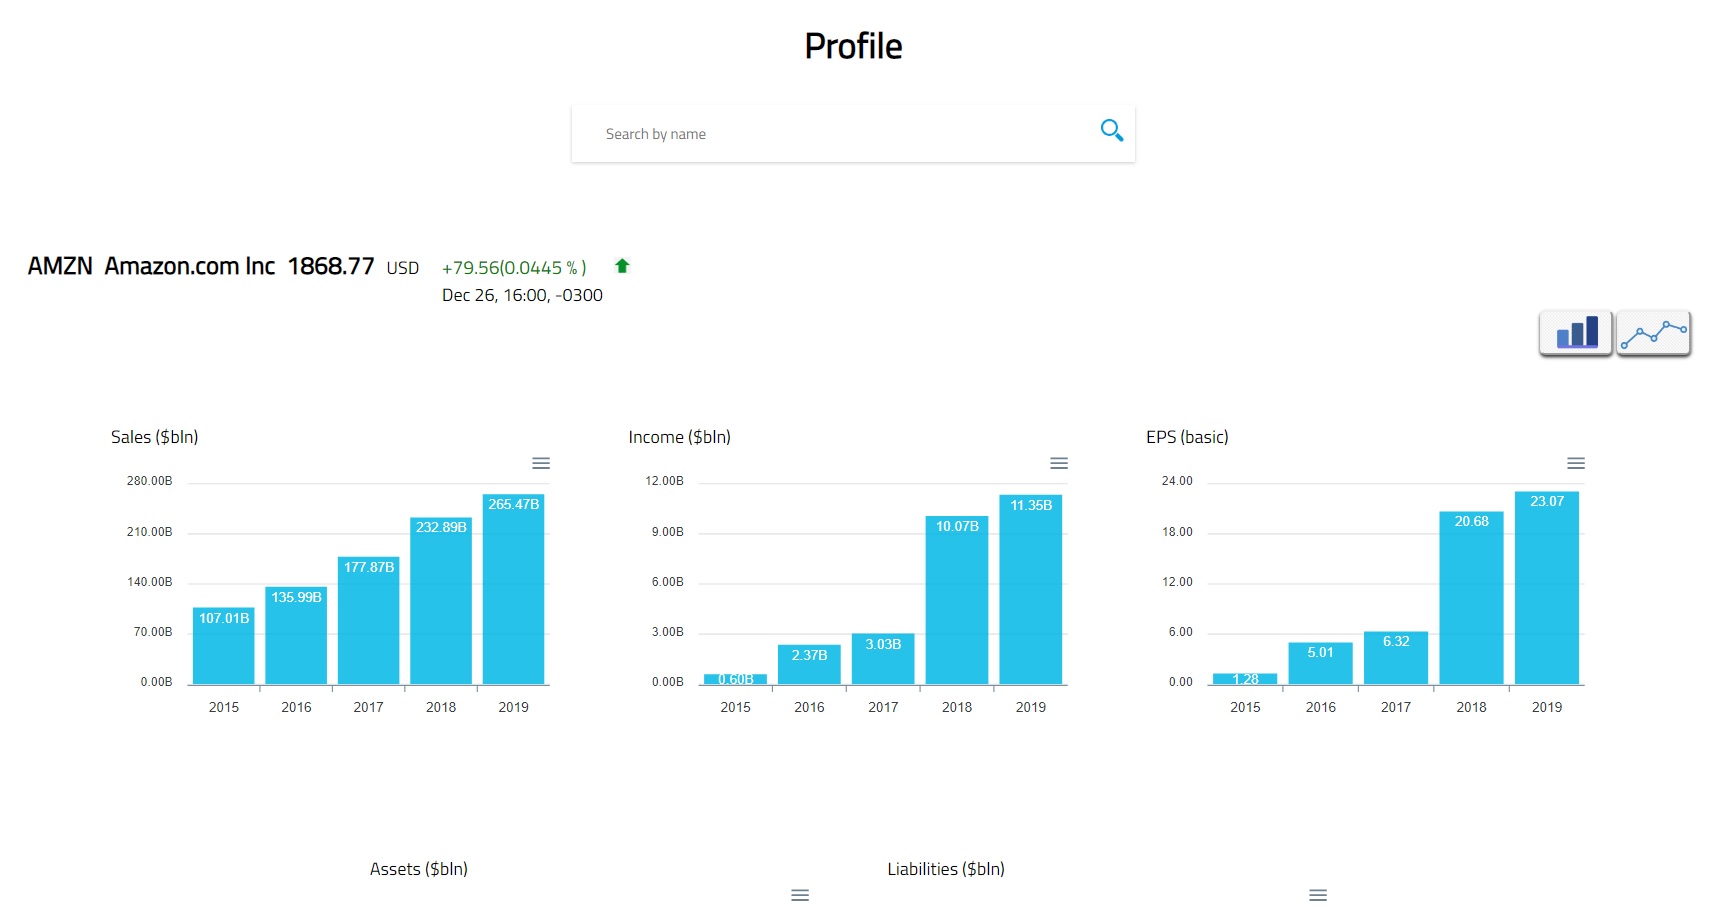 Profile
Search by name
AMZN Amazon.com Inc 1868.77 USD +79.56(0.0445 % )
Dec 26, 16:00, -0300
Sales ($bln)
280.00B
210.00B
140.00B
70.00B
0.00B
107.01B
135.99B
177.87B
232.89B
265.47B
2015 2016 2017 2018 2019
Income ($bln)
12.00B
9.00B
6.00B
3.00B
0.00B
0.60B
2.37B
3.03B
10.07B
11.35B
2015 2016 2017 2018 2019
EPS (basic)
24.00
18.00
12.00
6.00
0.00
1.28
5.01
6.32
20.68
23.07
2015 2016 2017 2018 2019
Assets ($bln)
Liabilities ($bln)